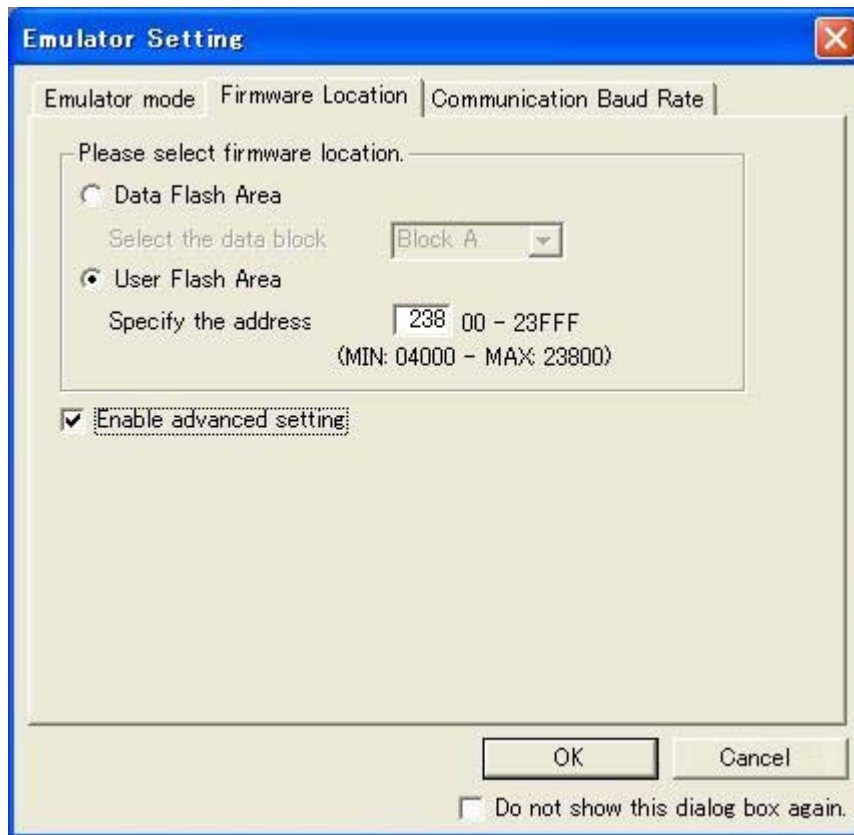 Emulator Setting
Emulator mode Firmware Location Communication Baud Rate
Please select firmware location.
Data Flash Area
Select the data block Block A
User Flash Area
Specify the address 238 00 - 23FFF
(MIN: 04000 - MAX: 23800)
Enable advanced setting
OK Cancel
Do not show this dialog box again.